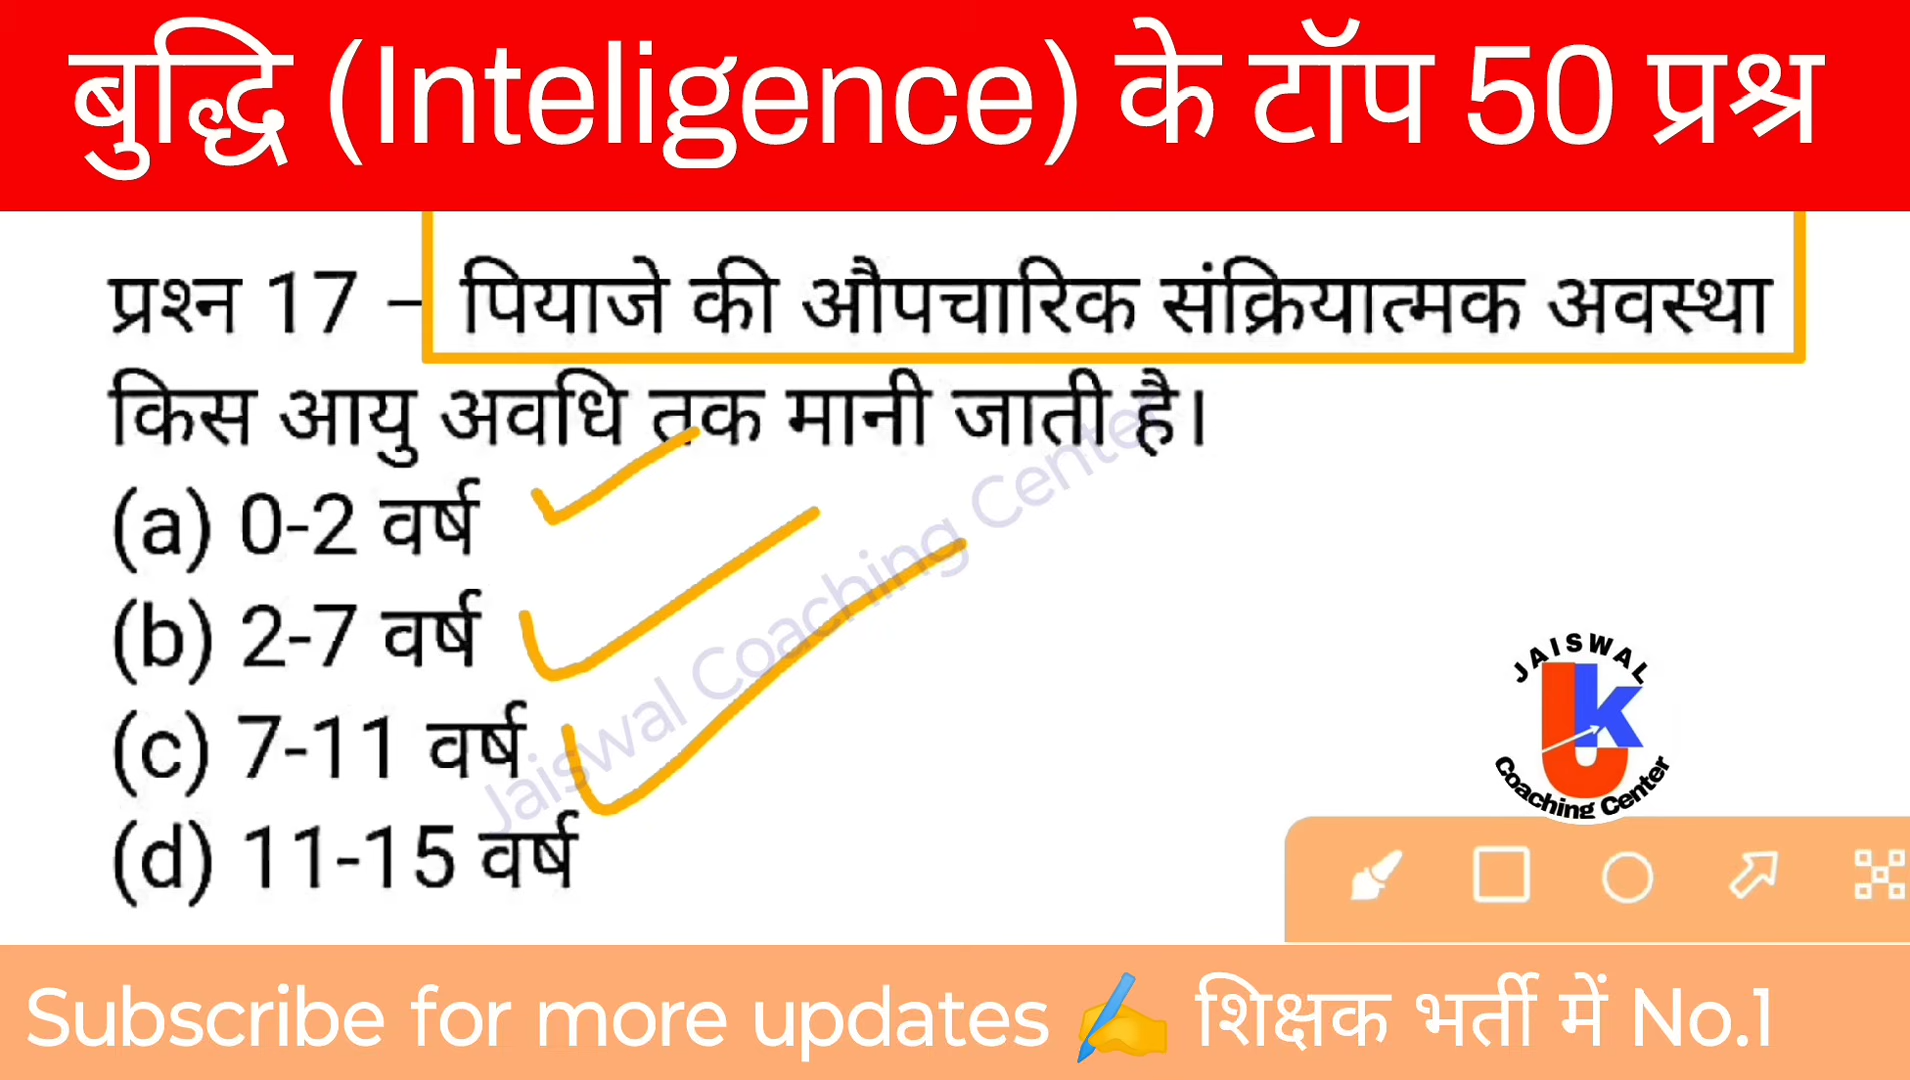 बुद्धि (Inteligence) के टॉप 50 प्रश्न
प्रश्न 17 – पियाजे की औपचारिक संक्रियात्मक अवस्था
किस आयु अवधि तक मानी जाती है।
(a) 0-2 वर्ष
(b) 2-7 वर्ष
(c) 7-11 वर्ष
(d) 11-15 वर्ष
Jaiswal Coaching Center
JAISWAL
JK
Coaching Center
Subscribe for more updates ✍️ शिक्षक भर्ती में No.1